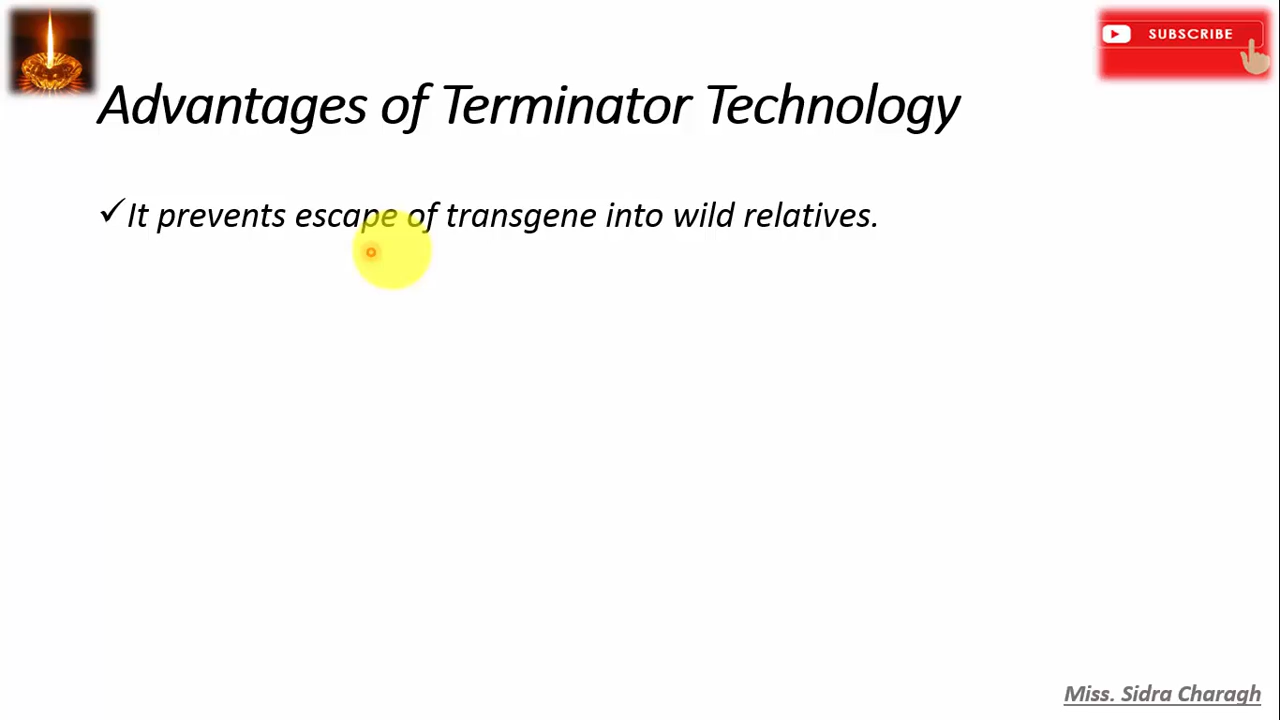 SUBSCRIBE
Advantages of Terminator Technology
✓It prevents escape of transgene into wild relatives.
Miss. Sidra Charagh